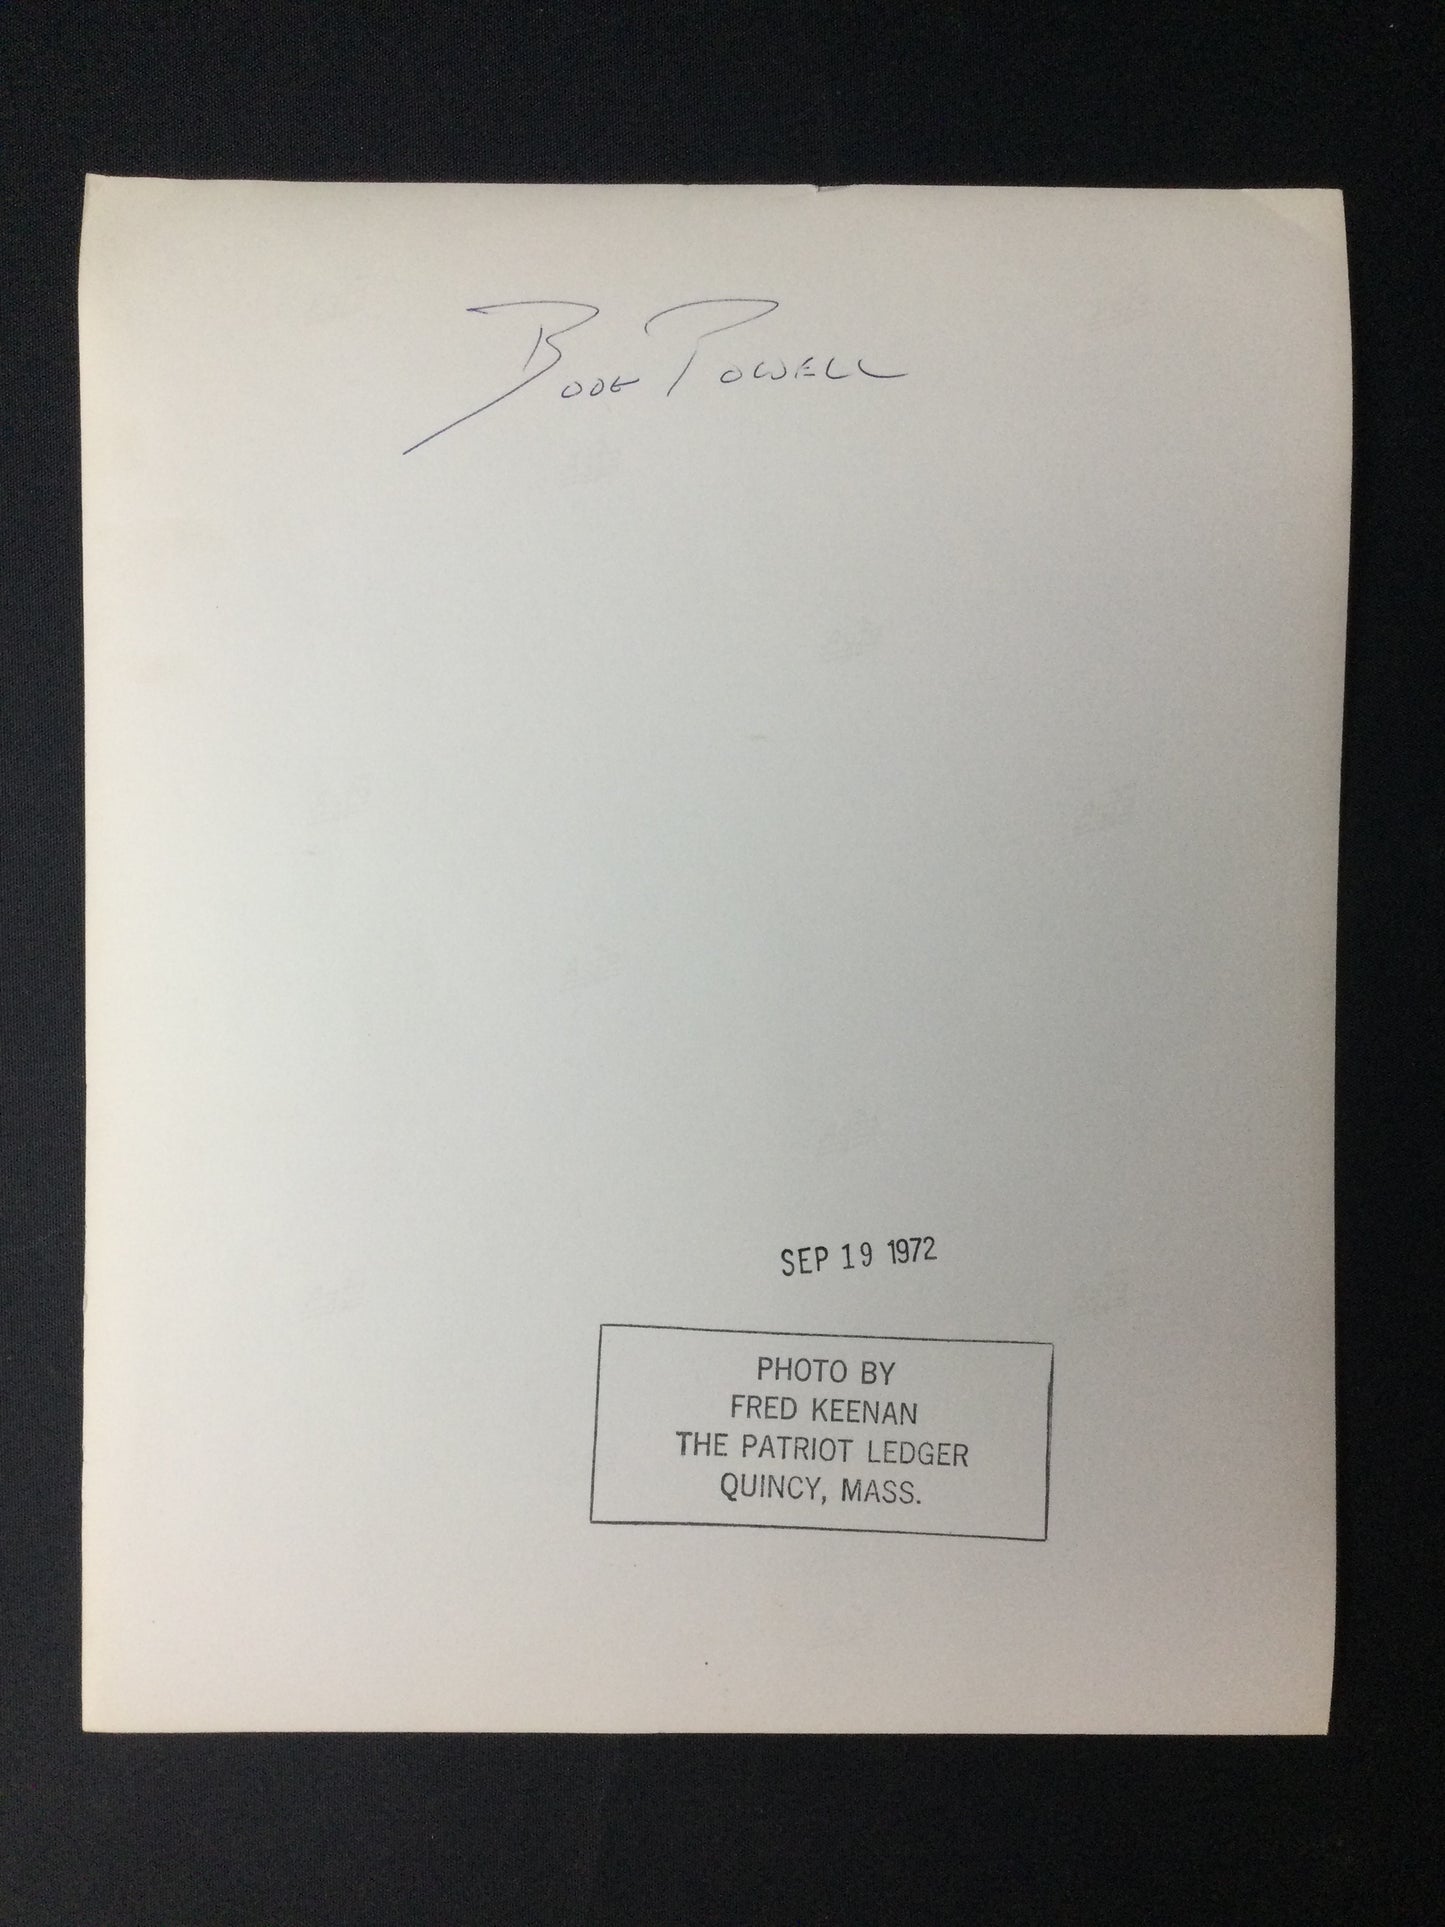 BOOG POWELL
SEP 19 1972
PHOTO BY
FRED KEENAN
THE PATRIOT LEDGER
QUINCY, MASS.